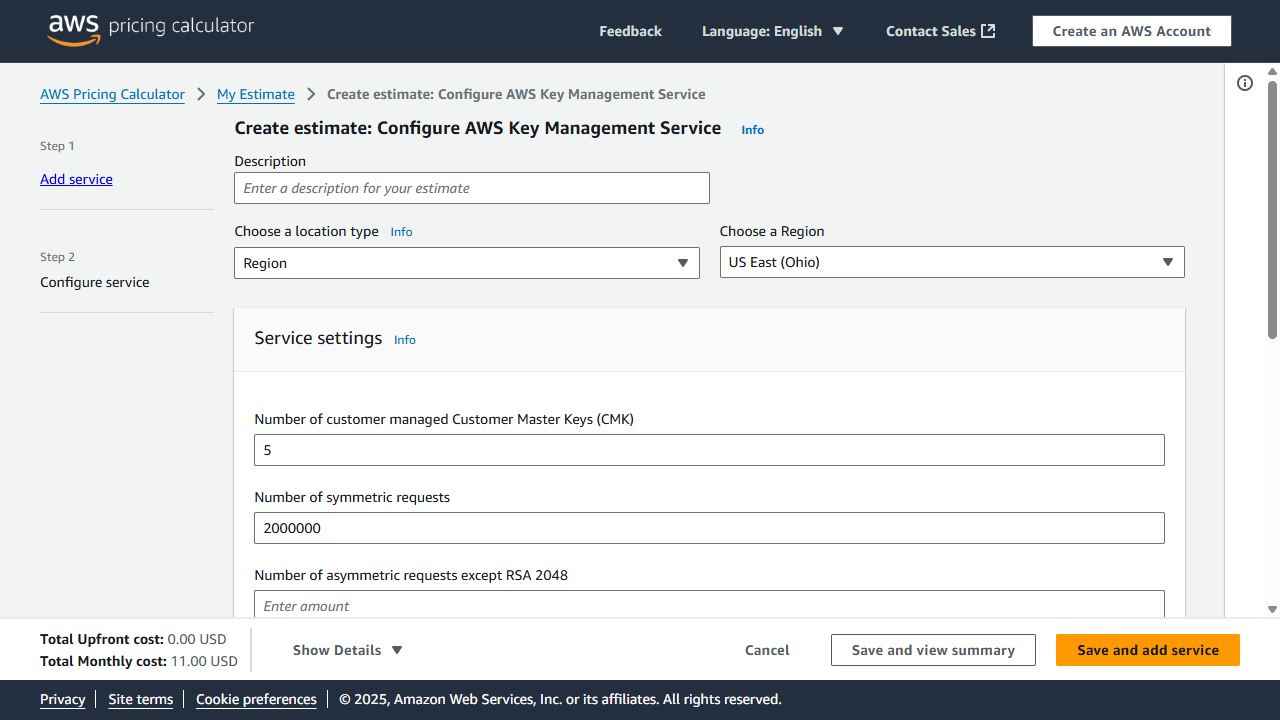 aws pricing calculator
Feedback
Language: English
Contact Sales
Create an AWS Account
AWS Pricing Calculator
My Estimate
Create estimate: Configure AWS Key Management Service
Step 1
Add service
Step 2
Configure service
Create estimate: Configure AWS Key Management Service Info
Description
Enter a description for your estimate
Choose a location type Info
Region
Choose a Region
US East (Ohio)
Service settings Info
Number of customer managed Customer Master Keys (CMK)
5
Number of symmetric requests
2000000
Number of asymmetric requests except RSA 2048
Enter amount
Total Upfront cost: 0.00 USD
Total Monthly cost: 11.00 USD
Show Details
Cancel
Save and view summary
Save and add service
Privacy
Site terms
Cookie preferences
© 2025, Amazon Web Services, Inc. or its affiliates. All rights reserved.